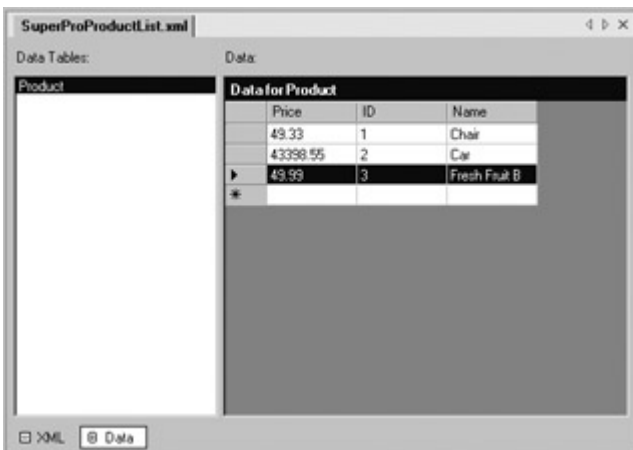 SuperProProductList.xml
Data Tables:
Data:
Product
Data for Product
Price ID Name
49.33 1 Chair
43398.55 2 Car
49.99 3 Fresh Fruit B
XML Data